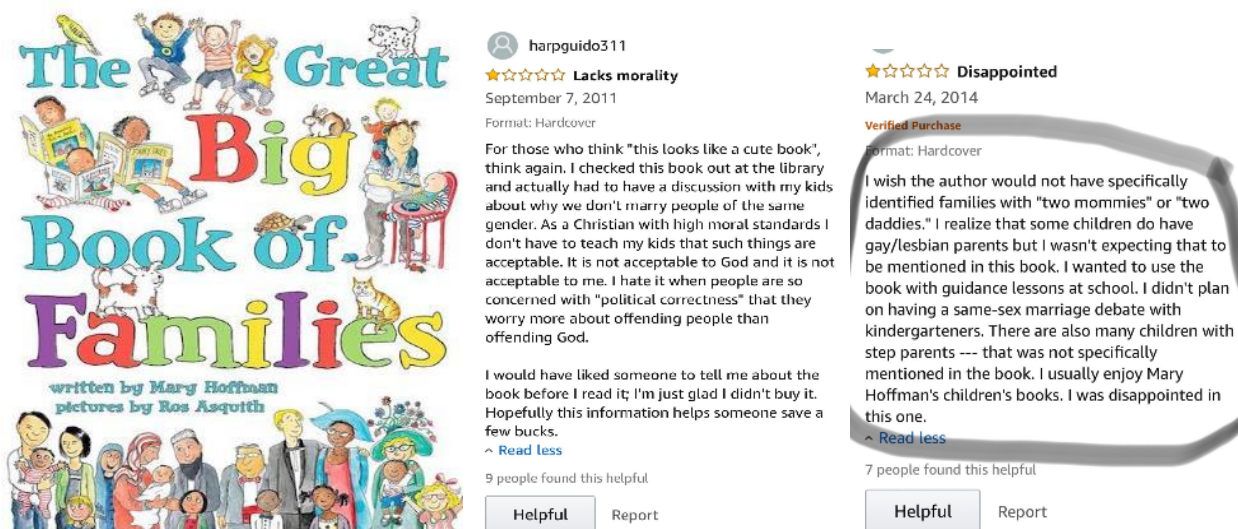 The Great
Big
Book of
Families
written by Mary Hoffman
pictures by Ros Asquith
harpguido311
Lacks morality
September 7, 2011
Format: Hardcover
For those who think "this looks like a cute book",
think again. I checked this book out at the library
and actually had to have a discussion with my kids
about why we don't marry people of the same
gender. As a Christian with high moral standards I
don't have to teach my kids that such things are
acceptable. It is not acceptable to God and it is not
acceptable to me. I hate it when people are so
concerned with "political correctness" that they
worry more about offending people than
offending God.
I would have liked someone to tell me about the
book before I read it; I'm just glad I didn't buy it.
Hopefully this information helps someone save a
few bucks.
^ Read less
9 people found this helpful
Helpful Report
Disappointed
March 24, 2014
Verified Purchase
Format: Hardcover
I wish the author would not have specifically
identified families with "two mommies" or "two
daddies." I realize that some children do have
gay/lesbian parents but I wasn't expecting that to
be mentioned in this book. I wanted to use the
book with guidance lessons at school. I didn't plan
on having a same-sex marriage debate with
kindergarteners. There are also many children with
step parents --- that was not specifically
mentioned in the book. I usually enjoy Mary
Hoffman's children's books. I was disappointed in
this one.
^ Read less
7 people found this helpful
Helpful Report